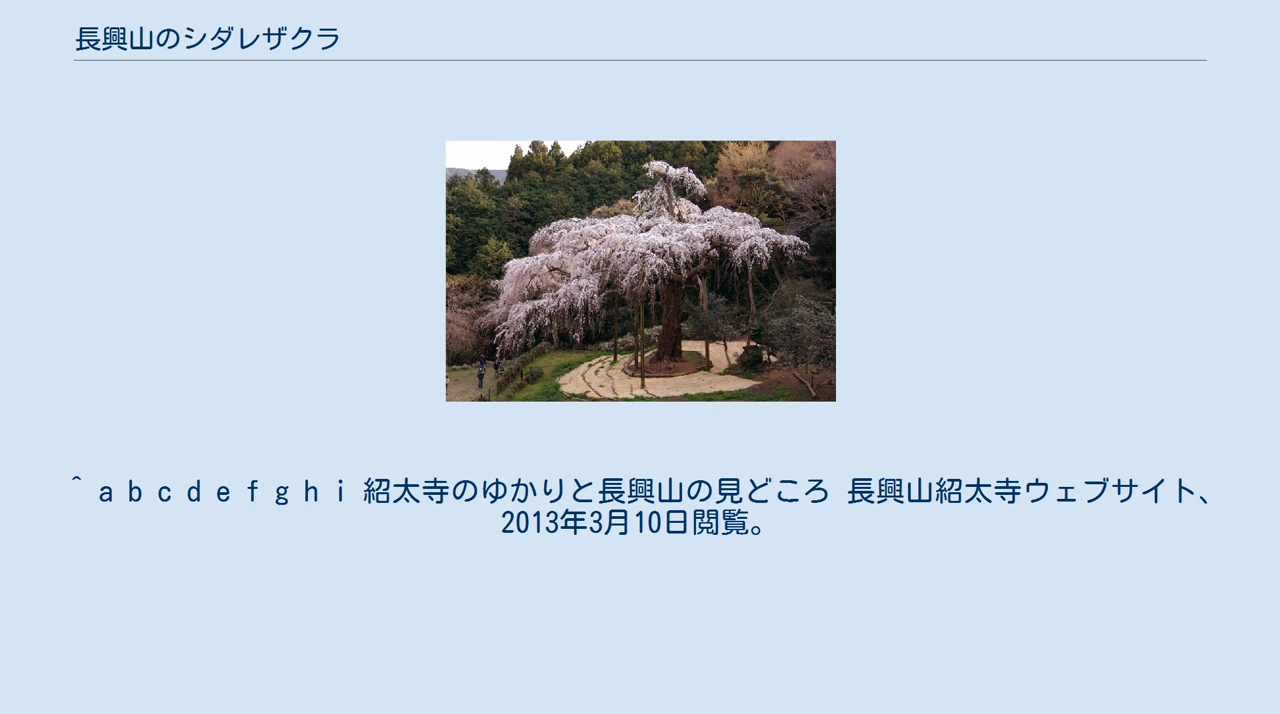 長興山のシダレザクラ
^ a b c d e f g h i 紹太寺のゆかりと長興山の見どころ 長興山紹太寺ウェブサイト、
2013年3月10日閲覧。